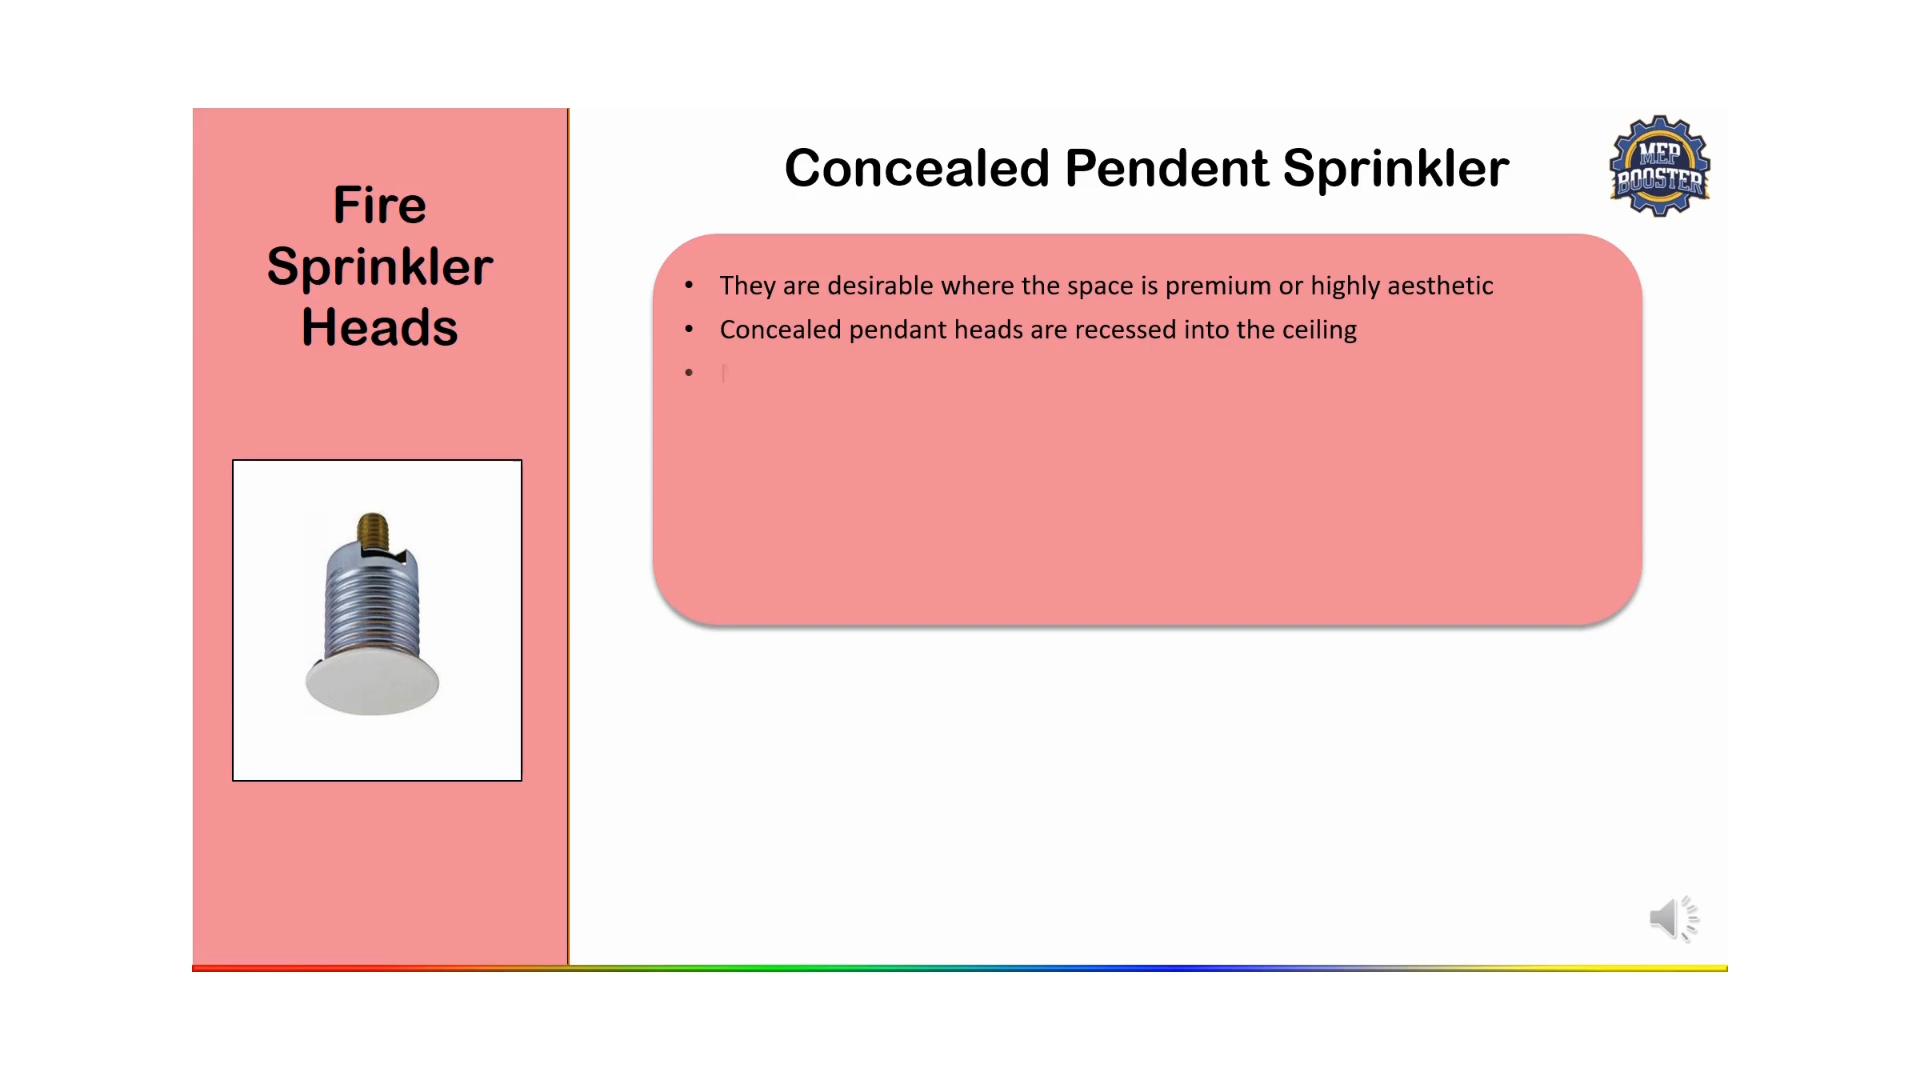 Fire
Sprinkler
Heads
Concealed Pendent Sprinkler
MEP
BOOSTER
• They are desirable where the space is premium or highly aesthetic
• Concealed pendant heads are recessed into the ceiling
•